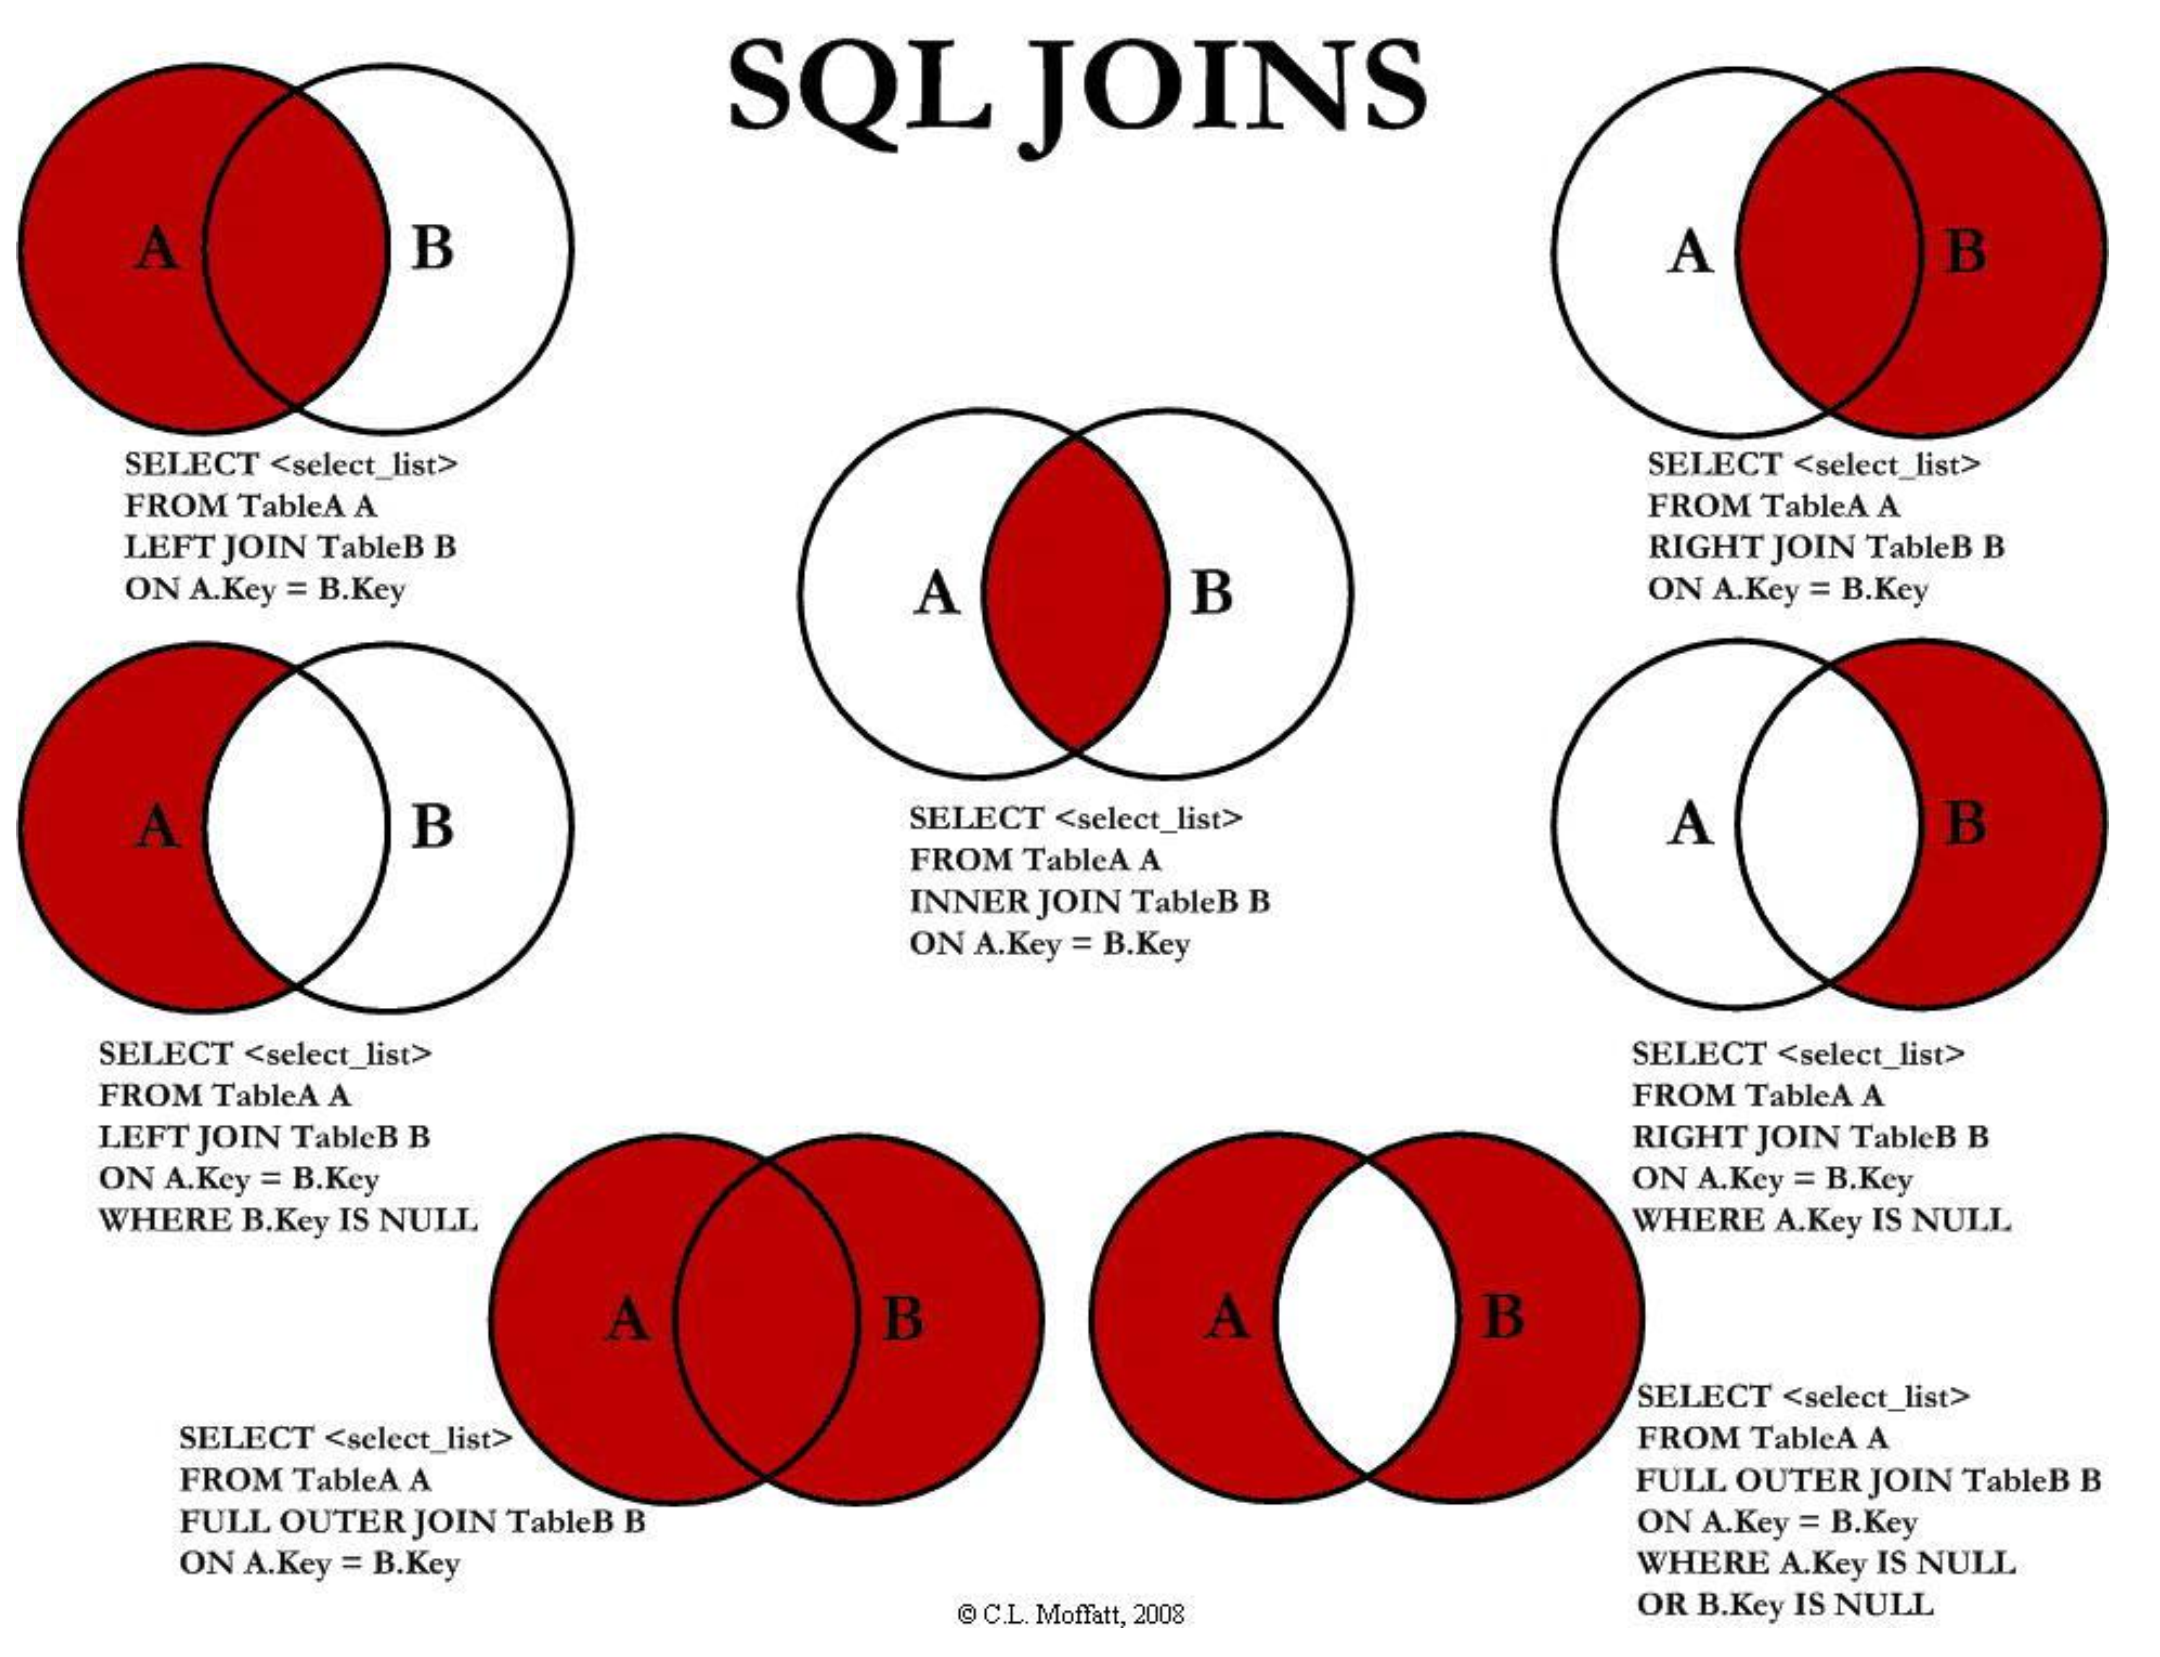 SQL JOINS
A
B
SELECT <select_list>
FROM TableA A
LEFT JOIN TableB B
ON A.Key = B.Key
A
B
SELECT <select_list>
FROM TableA A
RIGHT JOIN TableB B
ON A.Key = B.Key
A
B
SELECT <select_list>
FROM TableA A
INNER JOIN TableB B
ON A.Key = B.Key
A
B
SELECT <select_list>
FROM TableA A
LEFT JOIN TableB B
ON A.Key = B.Key
WHERE B.Key IS NULL
A
B
SELECT <select_list>
FROM TableA A
RIGHT JOIN TableB B
ON A.Key = B.Key
WHERE A.Key IS NULL
A
B
SELECT <select_list>
FROM TableA A
FULL OUTER JOIN TableB B
ON A.Key = B.Key
A
B
SELECT <select_list>
FROM TableA A
FULL OUTER JOIN TableB B
ON A.Key = B.Key
WHERE A.Key IS NULL
OR B.Key IS NULL
© C.L. Moffatt, 2008